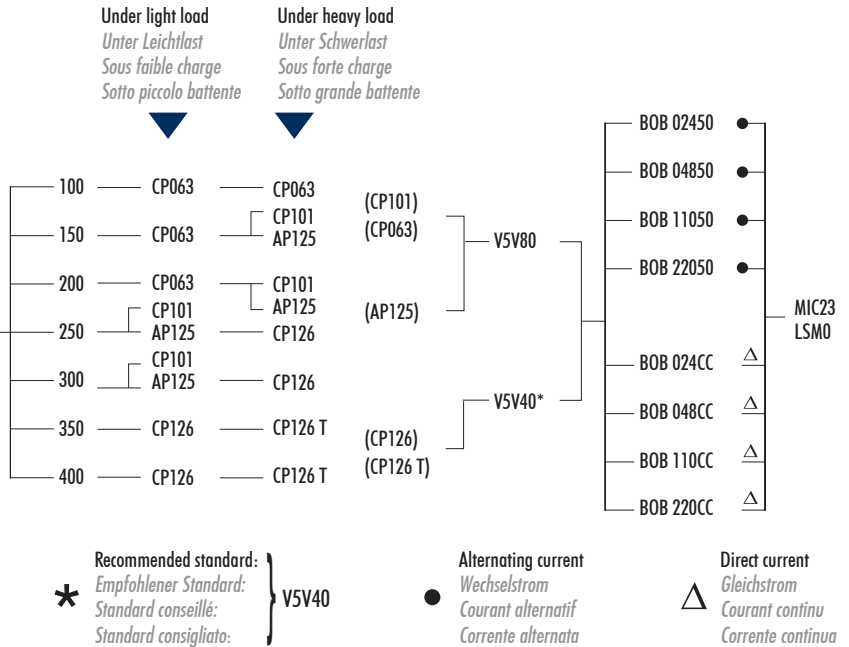 Under light load
Unter Leichtlast
Sous faible charge
Sotto piccolo battente
Under heavy load
Unter Schwerlast
Sous forte charge
Sotto grande battente
100 CP063 CP063
150 CP063 CP101
AP125
200 CP063 CP101
AP125
250 CP101
AP125 CP126
300 CP101
AP125 CP126
350 CP126 CP126 T
400 CP126 CP126 T
(CP101)
(CP063)
(AP125)
(CP126)
(CP126 T)
V5V80
V5V40*
BOB 02450 ●
BOB 04850 ●
BOB 11050 ●
BOB 22050 ●
BOB 024CC Δ
BOB 048CC Δ
BOB 110CC Δ
BOB 220CC Δ
MIC23
LSM0
* Recommended standard:
Empfohlener Standard:
Standard conseillé:
Standard consigliato:
} V5V40
● Alternating current
Wechselstrom
Courant alternatif
Corrente alternata
Δ Direct current
Gleichstrom
Courant continu
Corrente continua